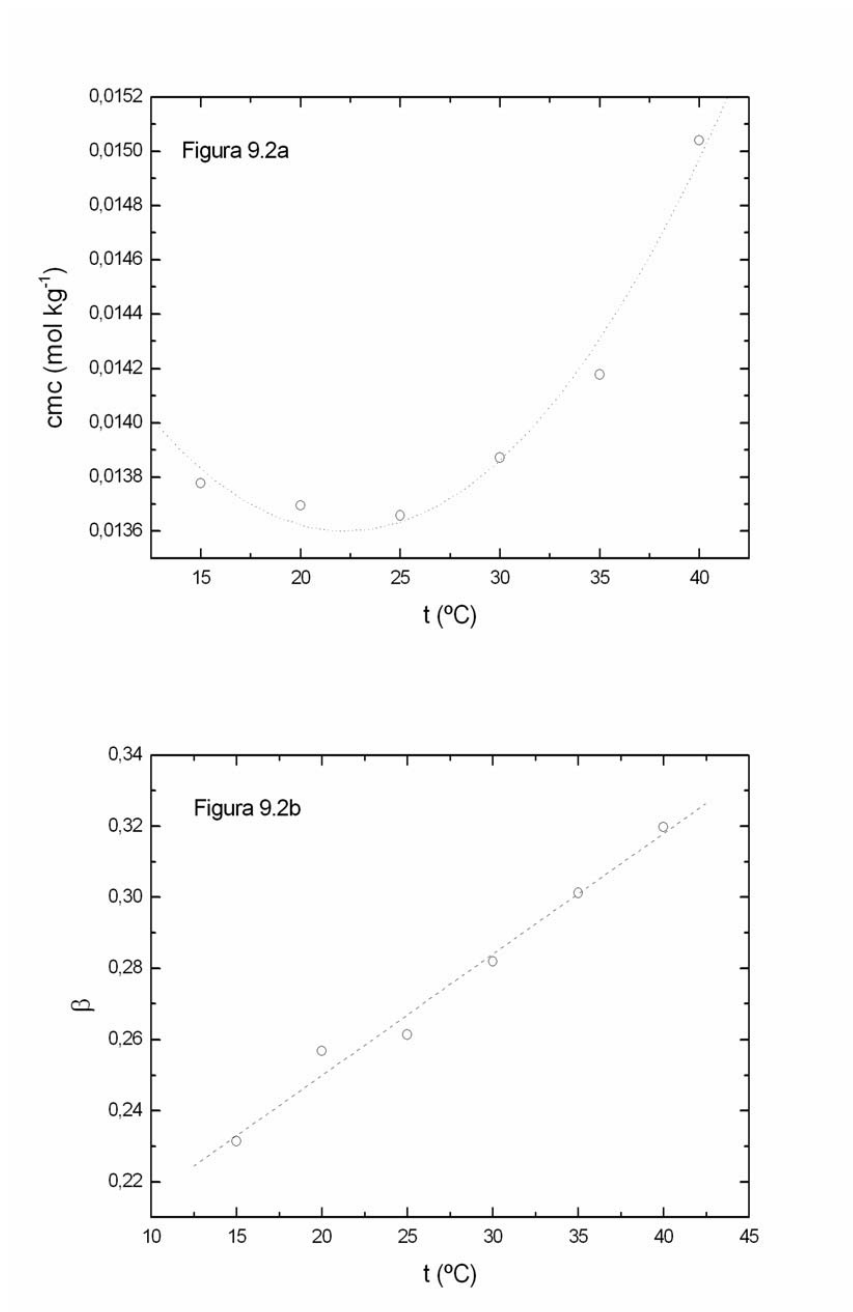 0,0152
Figura 9.2a
0,0150
0,0148
0,0146
0,0144
0,0142
0,0140
0,0138
0,0136
cmc (mol kg⁻¹)
15 20 25 30 35 40
t (ºC)
0,34
Figura 9.2b
0,32
0,30
0,28
0,26
0,24
0,22
β
10 15 20 25 30 35 40 45
t (ºC)